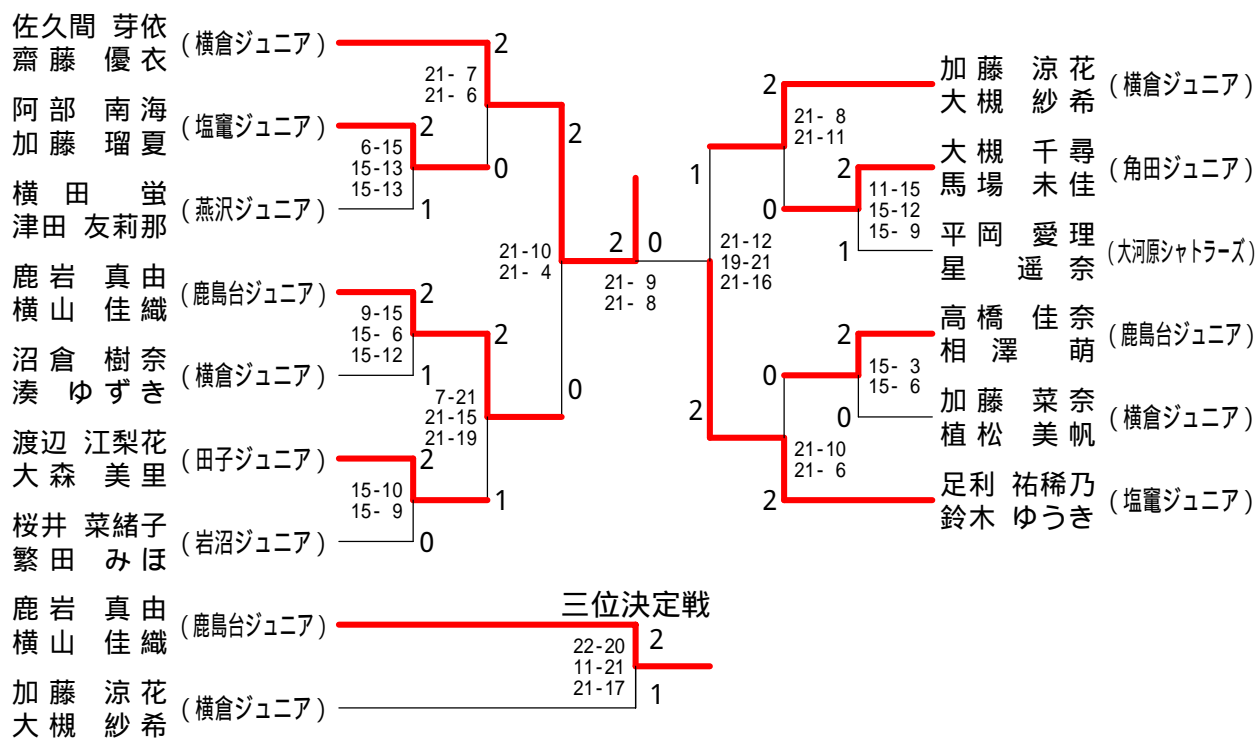 佐久間 芽依
齋藤 優衣
(横倉ジュニア)
2
21- 7
21- 6
阿部 南海
加藤 瑠夏
(塩竈ジュニア)
2
6-15
15-13
15-13
0
横田 蛍
津田 友莉那
(燕沢ジュニア)
1
2
21-10
21- 4
鹿岩 真由
横山 佳織
(鹿島台ジュニア)
2
9-15
15- 6
15-12
2
沼倉 樹奈
湊 ゆずき
(横倉ジュニア)
1
7-21
21-15
21-19
0
渡辺 江梨花
大森 美里
(田子ジュニア)
2
15-10
15- 9
1
桜井 菜緒子
繁田 みほ
(岩沼ジュニア)
0
2
0
21- 9
21- 8
加藤 涼花
大槻 紗希
(横倉ジュニア)
2
21- 8
21-11
1
大槻 千尋
馬場 未佳
(角田ジュニア)
2
11-15
15-12
15- 9
0
平岡 愛理
星 遥奈
(大河原シャトラーズ)
1
21-12
19-21
21-16
高橋 佳奈
相澤 萌
(鹿島台ジュニア)
2
15- 3
15- 6
0
加藤 菜奈
植松 美帆
(横倉ジュニア)
0
2
21-10
21- 6
足利 祐稀乃
鈴木 ゆうき
(塩竈ジュニア)
2
三位決定戦
鹿岩 真由
横山 佳織
(鹿島台ジュニア)
2
22-20
11-21
21-17
加藤 涼花
大槻 紗希
(横倉ジュニア)
1